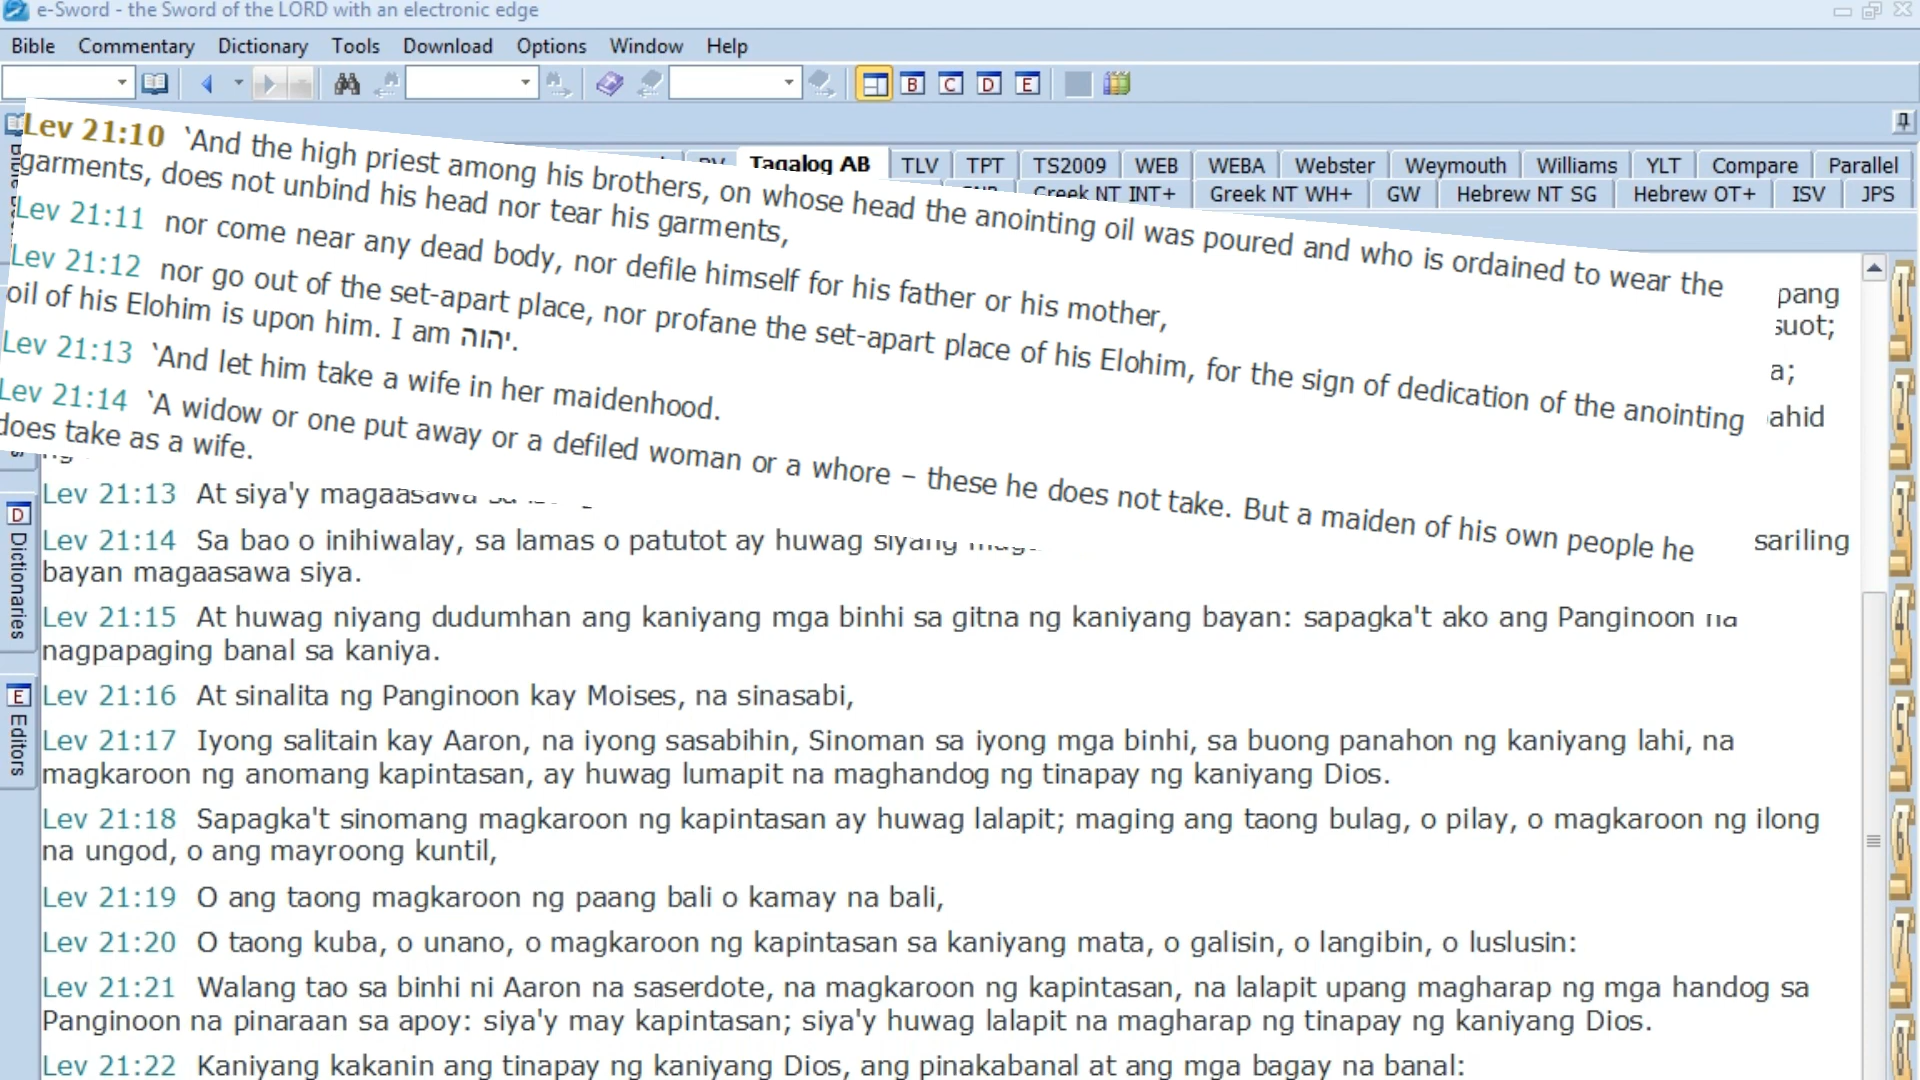 e-Sword - the Sword of the LORD with an electronic edge
Bible Commentary Dictionary Tools Download Options Window Help
B C D E
Tagalog AB TLV TPT TS2009 WEB WEBA Webster Weymouth Williams YLT Compare Parallel
Greek NT INT+ Greek NT WH+ GW Hebrew NT SG Hebrew OT+ ISV JPS
Lev 21:10 ‛And the high priest among his brothers, on whose head the anointing oil was poured and who is ordained to wear the
garments, does not unbind his head nor tear his garments,
Lev 21:11 nor come near any dead body, nor defile himself for his father or his mother,
Lev 21:12 nor go out of the set-apart place, nor profane the set-apart place of his Elohim, for the sign of dedication of the anointing
oil of his Elohim is upon him. I am יהוה.
Lev 21:13 ‛And let him take a wife in her maidenhood.
Lev 21:14 ‛A widow or one put away or a defiled woman or a whore – these he does not take. But a maiden of his own people he
does take as a wife.
pang
suot;
a;
ahid
Lev 21:13 At siya'y magaasawa
Lev 21:14 Sa bao o inihiwalay, sa lamas o patutot ay huwag siyang sariling
bayan magaasawa siya.
Lev 21:15 At huwag niyang dudumhan ang kaniyang mga binhi sa gitna ng kaniyang bayan: sapagka't ako ang Panginoon na
nagpapaging banal sa kaniya.
Lev 21:16 At sinalita ng Panginoon kay Moises, na sinasabi,
Lev 21:17 Iyong salitain kay Aaron, na iyong sasabihin, Sinoman sa iyong mga binhi, sa buong panahon ng kaniyang lahi, na
magkaroon ng anomang kapintasan, ay huwag lumapit na maghandog ng tinapay ng kaniyang Dios.
Lev 21:18 Sapagka't sinomang magkaroon ng kapintasan ay huwag lalapit; maging ang taong bulag, o pilay, o magkaroon ng ilong
na ungod, o ang mayroong kuntil,
Lev 21:19 O ang taong magkaroon ng paang bali o kamay na bali,
Lev 21:20 O taong kuba, o unano, o magkaroon ng kapintasan sa kaniyang mata, o galisin, o langibin, o luslusin:
Lev 21:21 Walang tao sa binhi ni Aaron na saserdote, na magkaroon ng kapintasan, na lalapit upang magharap ng mga handog sa
Panginoon na pinaraan sa apoy: siya'y may kapintasan; siya'y huwag lalapit na magharap ng tinapay ng kaniyang Dios.
Lev 21:22 Kaniyang kakanin ang tinapay ng kaniyang Dios, ang pinakabanal at ang mga bagay na banal:
D Dictionaries
E Editors
1
2
3
4
5
6
7
8